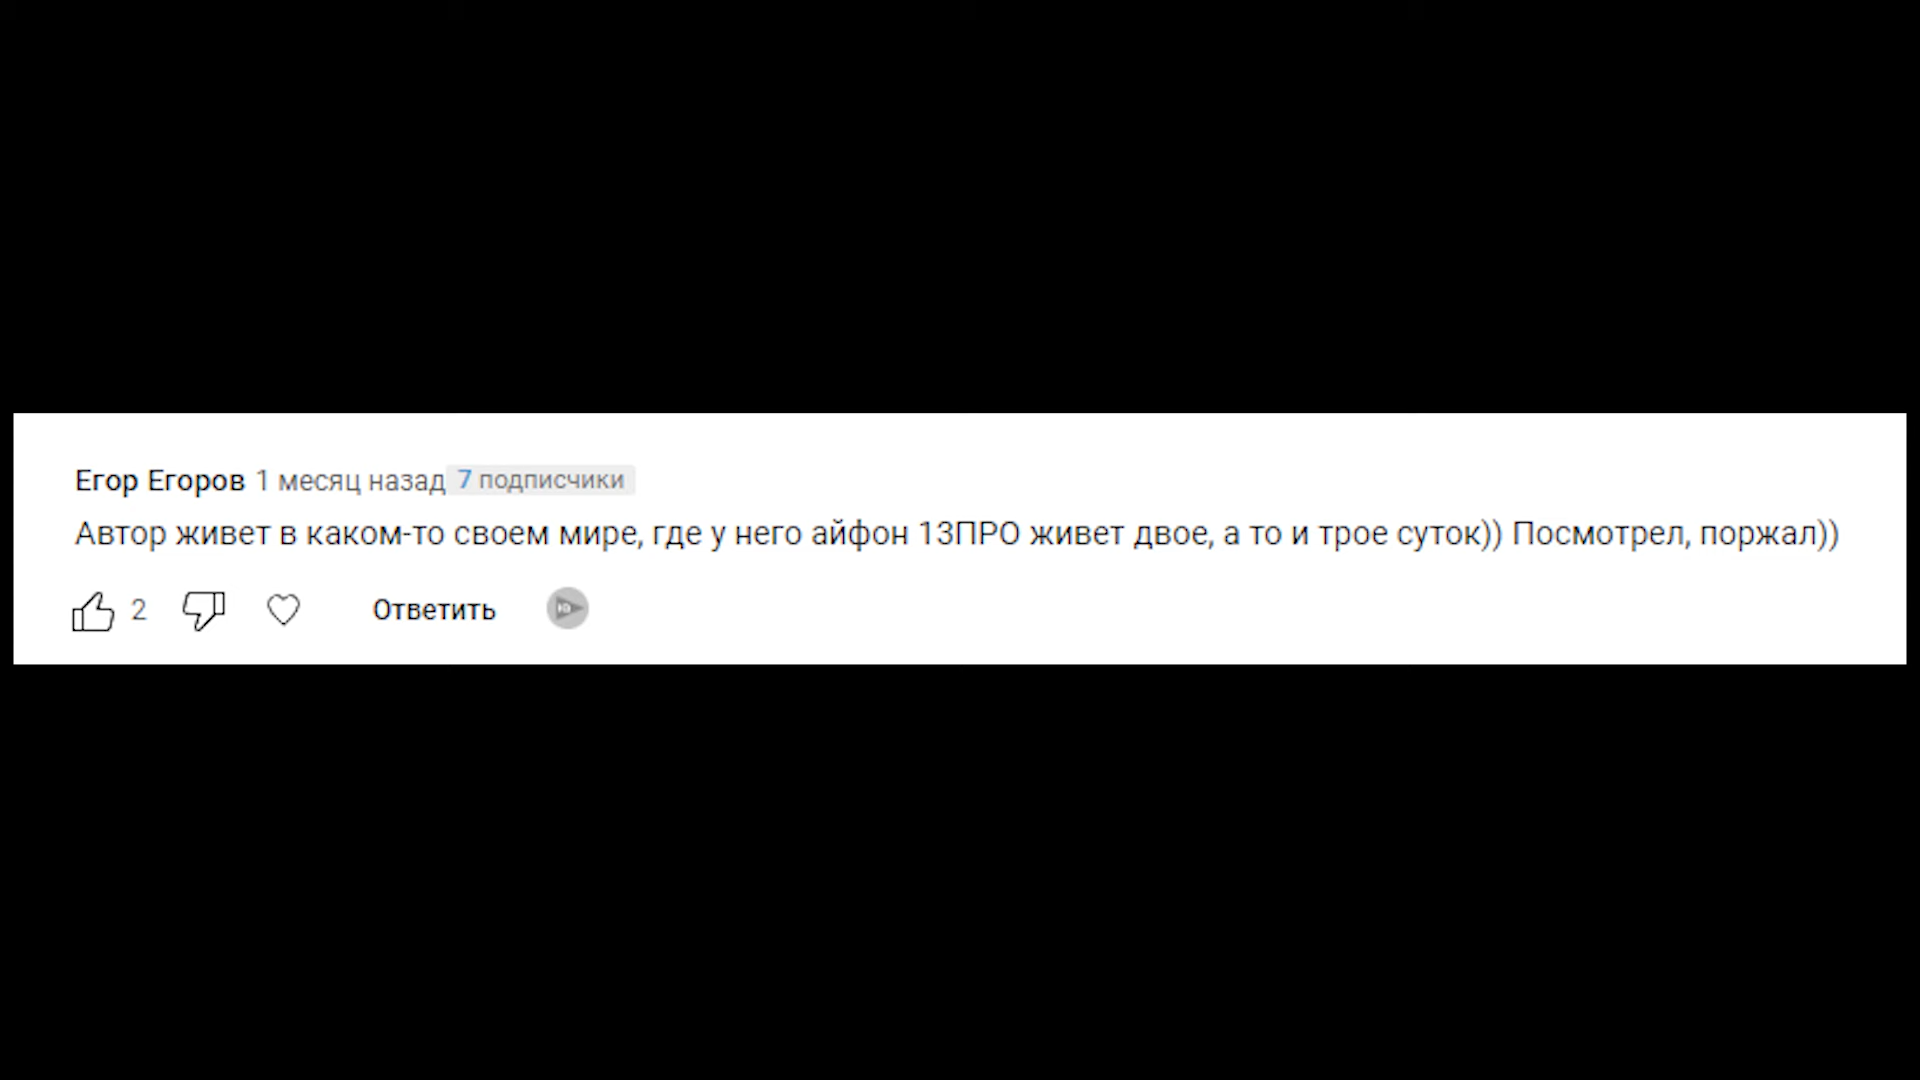 Егор Егоров 1 месяц назад 7 подписчики
Автор живет в каком-то своем мире, где у него айфон 13ПРО живет двое, а то и трое суток)) Посмотрел, поржал))
2 Ответить